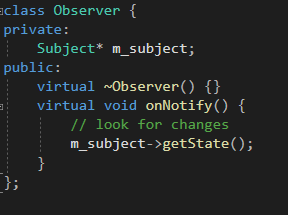 class Observer {
private:
    Subject* m_subject;
public:
    virtual ~Observer() {}
    virtual void onNotify() {
        // look for changes
        m_subject->getState();
    }
};